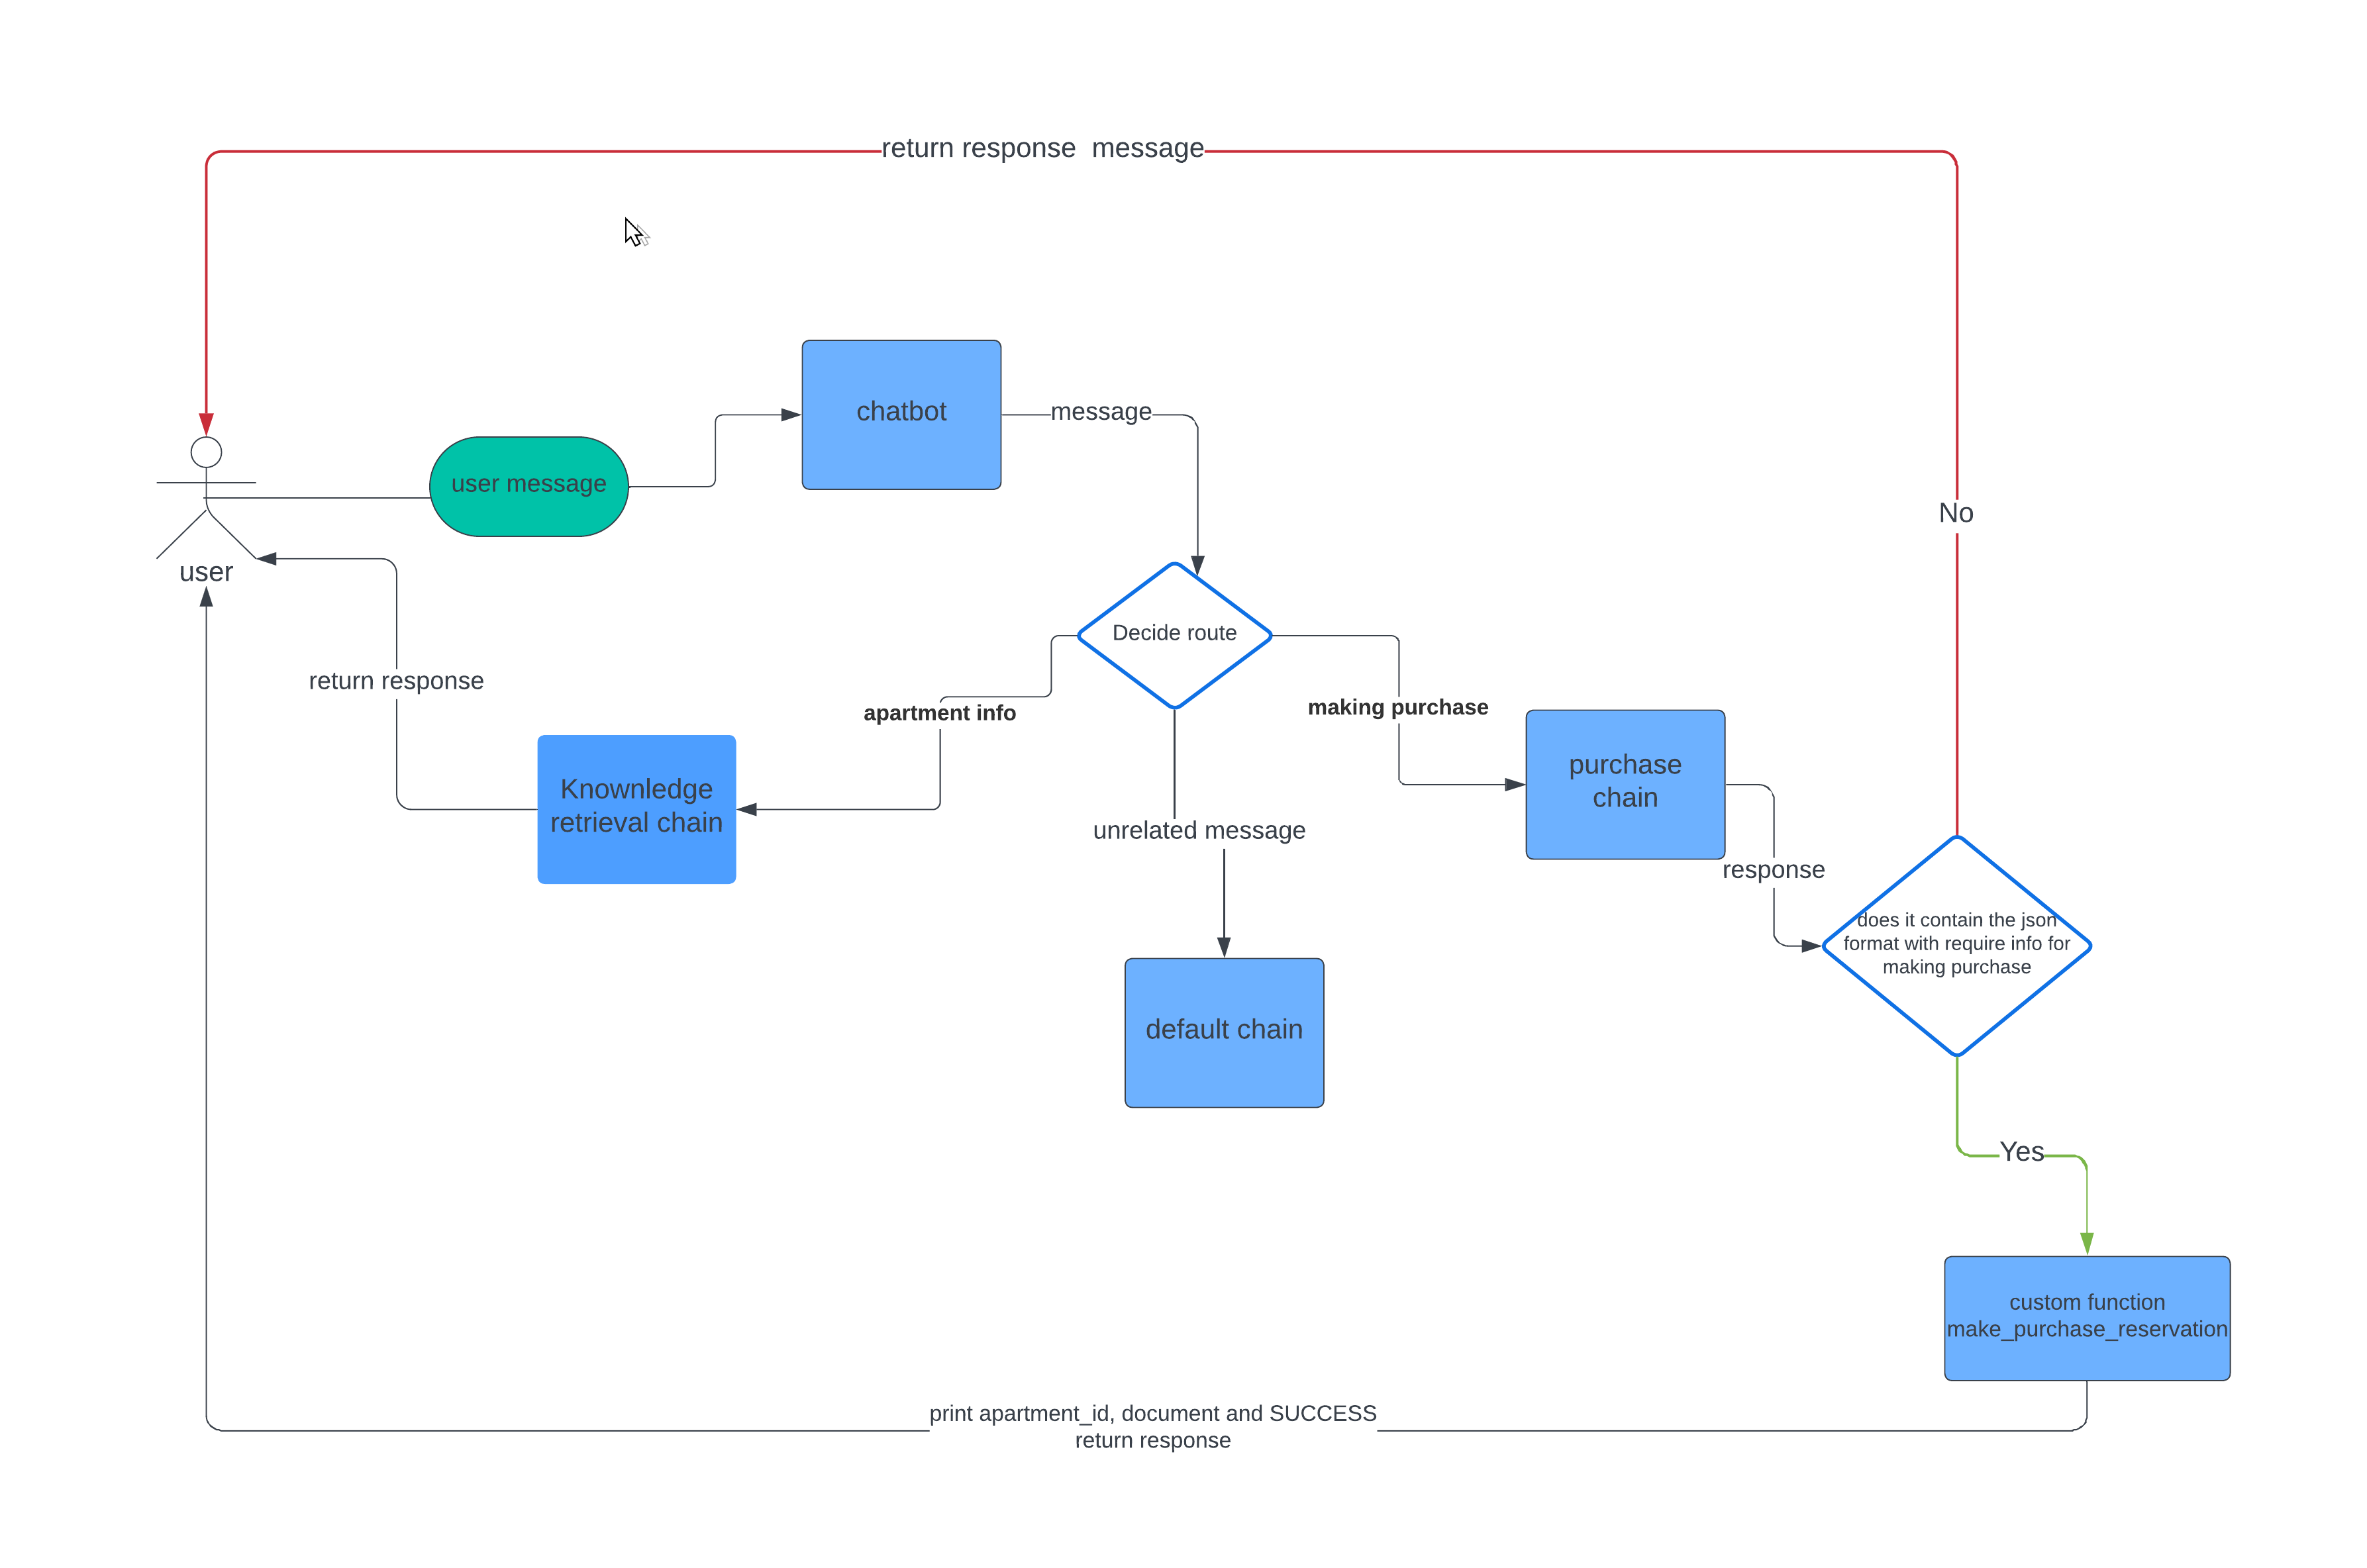 return response  message
chatbot
message
user message
No
user
Decide route
return response
apartment info
making purchase
purchase
chain
Knownledge
retrieval chain
unrelated message
response
does it contain the json
format with require info for
making purchase
default chain
Yes
custom function
make_purchase_reservation
print apartment_id, document and SUCCESS
return response